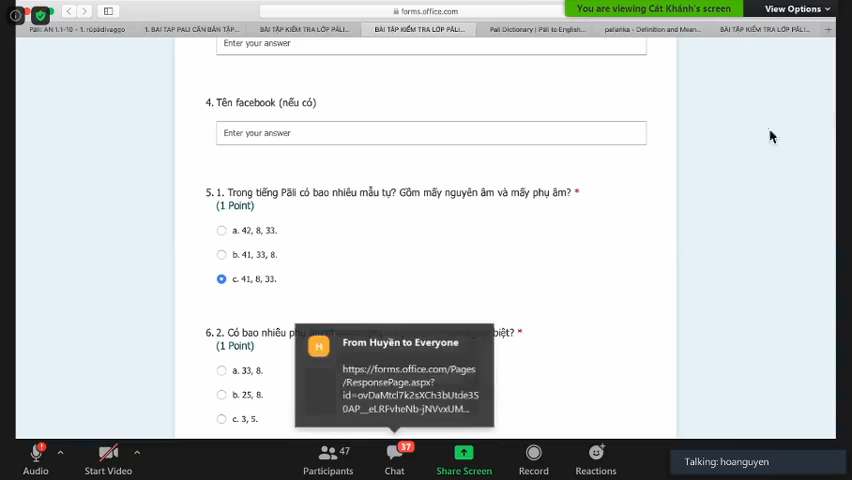 forms.office.com
You are viewing Cát Khánh's screen
View Options
Pāli: AN 1.1-10 - 1. rūpādivaggo
1. BAI TAP PALI CĂN BẢN TẬP...
BÀI TẬP KIỂM TRA LỚP PĀLI...
BÀI TẬP KIỂM TRA LỚP PĀLI...
Pali Dictionary | Pāli to English...
pallanka - Definition and Mean...
BÀI TẬP KIỂM TRA LỚP PĀLI...
Enter your answer
4. Tên facebook (nếu có)
Enter your answer
5. 1. Trong tiếng Pāli có bao nhiêu mẫu tự? Gồm mấy nguyên âm và mấy phụ âm? *
(1 Point)
a. 42, 8, 33.
b. 41, 33, 8.
c. 41, 8, 33.
6. 2. Có bao nhiêu biệt? *
(1 Point)
a. 33, 8.
b. 25, 8.
c. 3, 5.
H
From Huyền to Everyone
https://forms.office.com/Pages
/ResponsePage.aspx?
id=ovDaMtcl7k2sXCh3bUtde3S
0AP__eLRFvheNb-jNVvxUM...
Audio
Start Video
47
Participants
37
Chat
Share Screen
Record
Reactions
Talking: hoanguyen